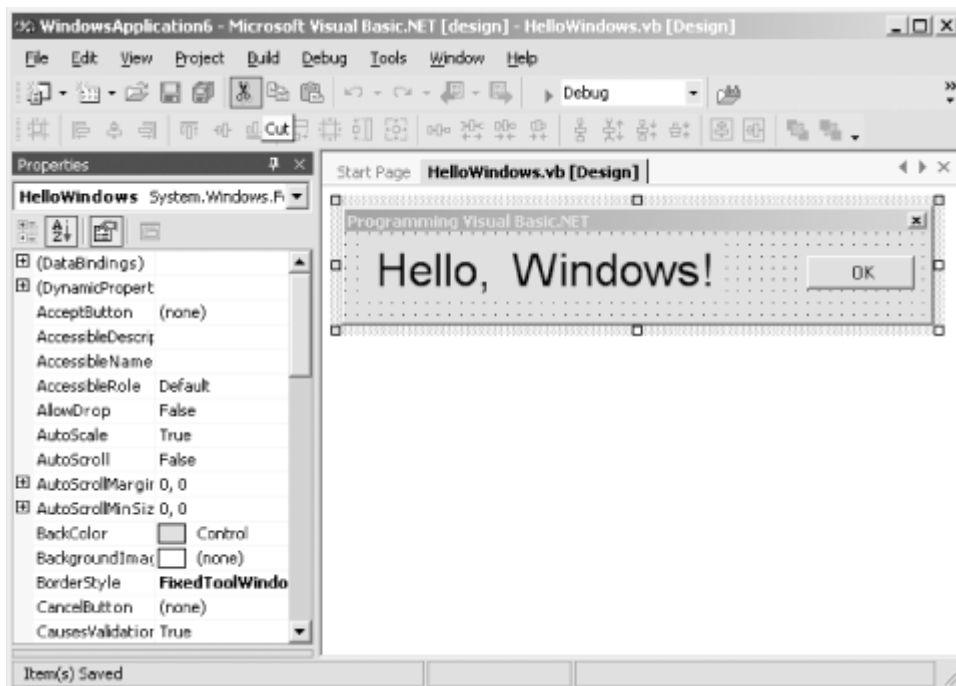 WindowsApplication6 - Microsoft Visual Basic.NET [design] - HelloWindows.vb [Design]
File Edit View Project Build Debug Tools Window Help
Debug
Cut
Properties
HelloWindows System.Windows.F
(DataBindings)
(DynamicPropert
AcceptButton (none)
AccessibleDescrip
AccessibleName
AccessibleRole Default
AllowDrop False
AutoScale True
AutoScroll False
AutoScrollMargin 0, 0
AutoScrollMinSiz 0, 0
BackColor Control
BackgroundImag (none)
BorderStyle FixedToolWindo
CancelButton (none)
CausesValidation True
Start Page HelloWindows.vb [Design]
Programming Visual Basic.NET
Hello, Windows!
OK
Item(s) Saved